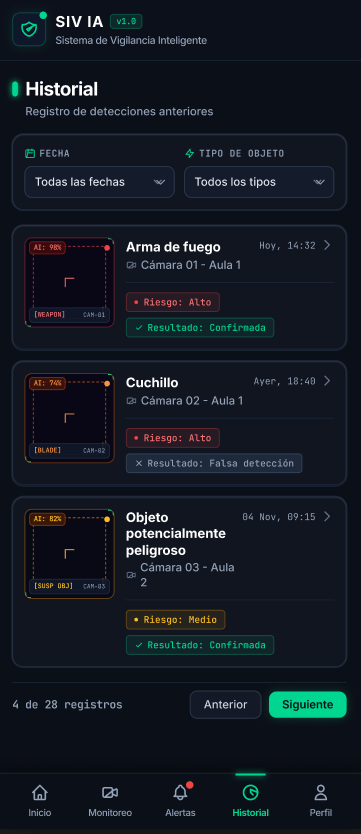 SIV IA v1.0
Sistema de Vigilancia Inteligente
Historial
Registro de detecciones anteriores
FECHA
Todas las fechas
TIPO DE OBJETO
Todos los tipos
AI: 98%
[WEAPON] CAM-01
Arma de fuego
Hoy, 14:32
Cámara 01 - Aula 1
Riesgo: Alto
Resultado: Confirmada
AI: 74%
[BLADE] CAM-02
Cuchillo
Ayer, 18:40
Cámara 02 - Aula 1
Riesgo: Alto
Resultado: Falsa detección
AI: 82%
[SUSP OBJ] CAM-03
Objeto
potencialmente
peligroso
04 Nov, 09:15
Cámara 03 - Aula
2
Riesgo: Medio
Resultado: Confirmada
4 de 28 registros
Anterior
Siguiente
Inicio
Monitoreo
Alertas
Historial
Perfil